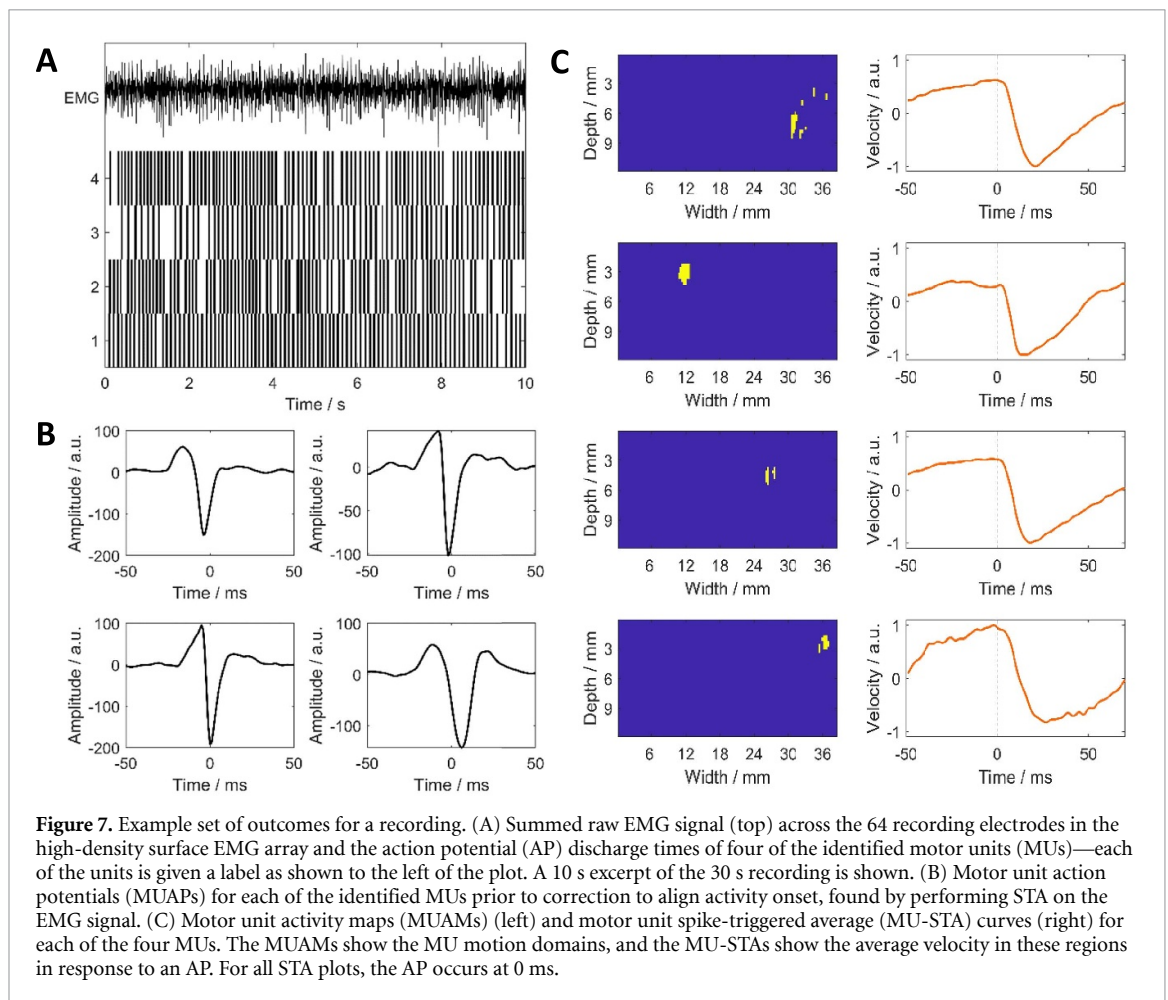 A
EMG
4
3
2
1
0 2 4 6 8 10
Time / s
B
100
0
-100
-200
Amplitude / a.u.
-50 0 50
Time / ms
0
-50
-100
Amplitude / a.u.
-50 0 50
Time / ms
100
0
-100
-200
Amplitude / a.u.
-50 0 50
Time / ms
100
0
-100
Amplitude / a.u.
-50 0 50
Time / ms
C
3
6
9
Depth / mm
6 12 18 24 30 36
Width / mm
1
0
-1
Velocity / a.u.
-50 0 50
Time / ms
3
6
9
Depth / mm
6 12 18 24 30 36
Width / mm
1
0
-1
Velocity / a.u.
-50 0 50
Time / ms
3
6
9
Depth / mm
6 12 18 24 30 36
Width / mm
1
0
-1
Velocity / a.u.
-50 0 50
Time / ms
3
6
9
Depth / mm
6 12 18 24 30 36
Width / mm
1
0
-1
Velocity / a.u.
-50 0 50
Time / ms
Figure 7. Example set of outcomes for a recording. (A) Summed raw EMG signal (top) across the 64 recording electrodes in the
high-density surface EMG array and the action potential (AP) discharge times of four of the identified motor units (MUs)—each
of the units is given a label as shown to the left of the plot. A 10 s excerpt of the 30 s recording is shown. (B) Motor unit action
potentials (MUAPs) for each of the identified MUs prior to correction to align activity onset, found by performing STA on the
EMG signal. (C) Motor unit activity maps (MUAMs) (left) and motor unit spike-triggered average (MU-STA) curves (right) for
each of the four MUs. The MUAMs show the MU motion domains, and the MU-STAs show the average velocity in these regions
in response to an AP. For all STA plots, the AP occurs at 0 ms.